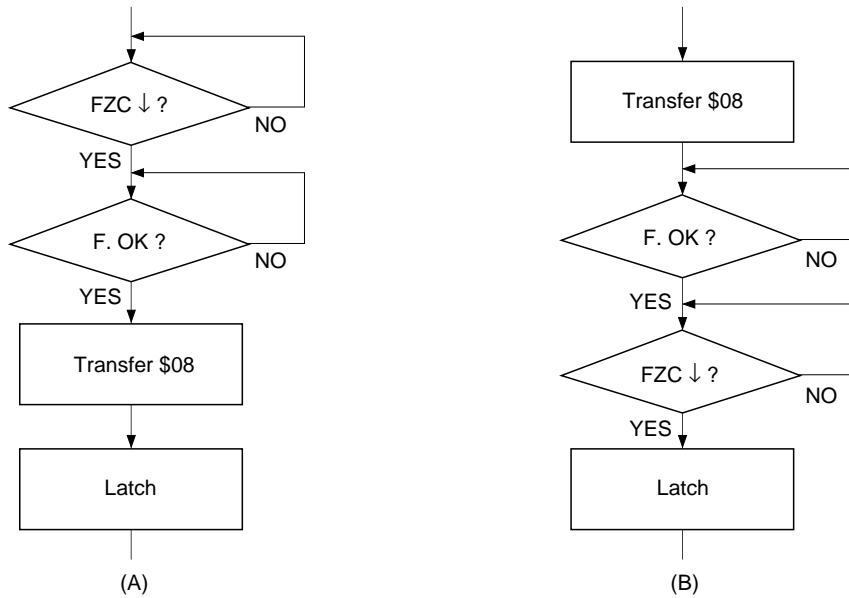 FZC ↓ ?
NO
YES
F. OK ?
NO
YES
Transfer $08
Latch
(A)
Transfer $08
F. OK ?
NO
YES
FZC ↓ ?
NO
YES
Latch
(B)